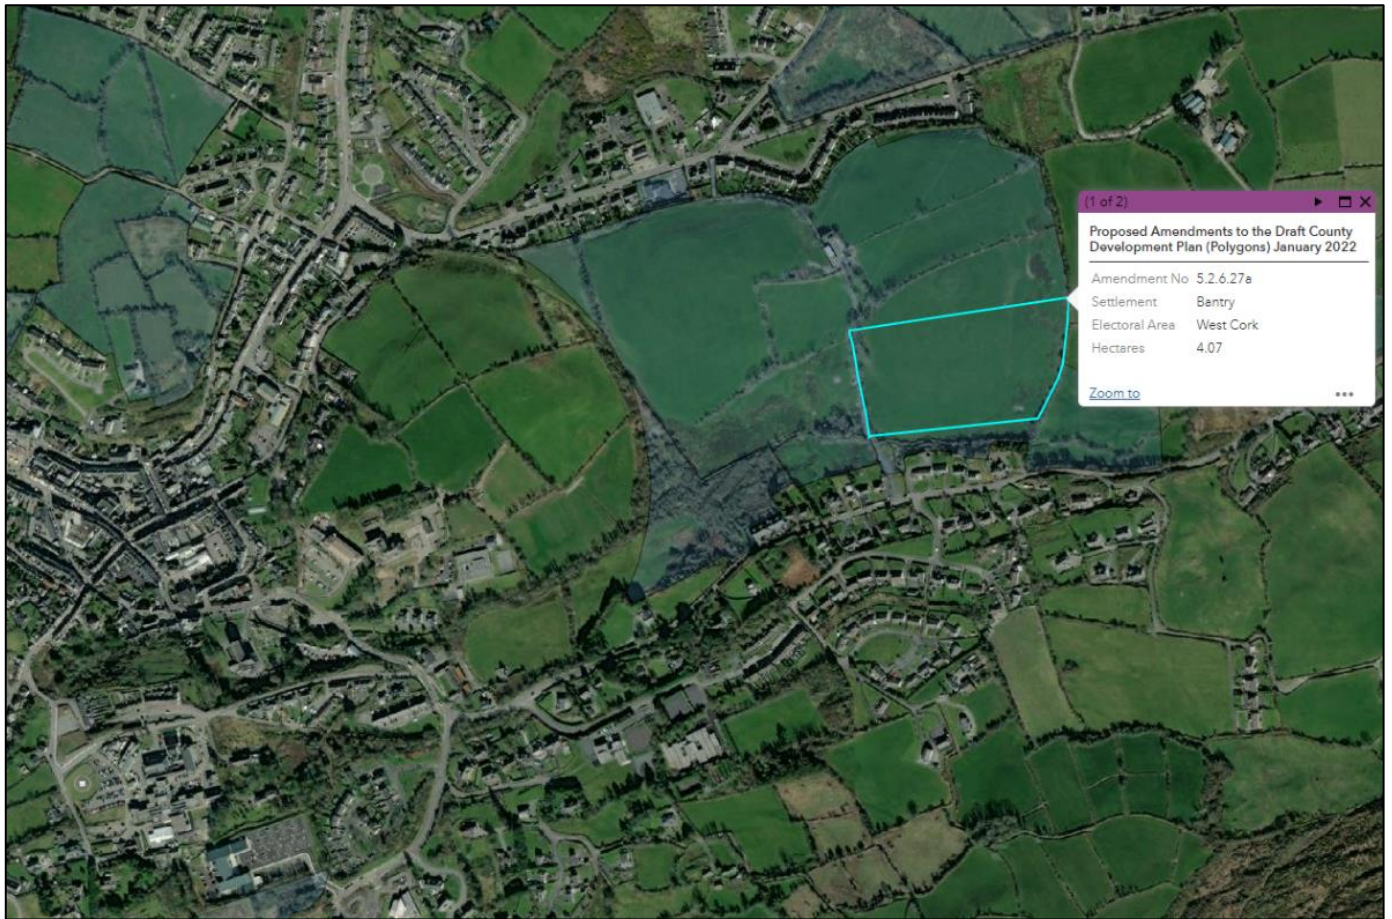 (1 of 2)
Proposed Amendments to the Draft County
Development Plan (Polygons) January 2022
Amendment No 5.2.6.27a
Settlement Bantry
Electoral Area West Cork
Hectares 4.07
Zoom to